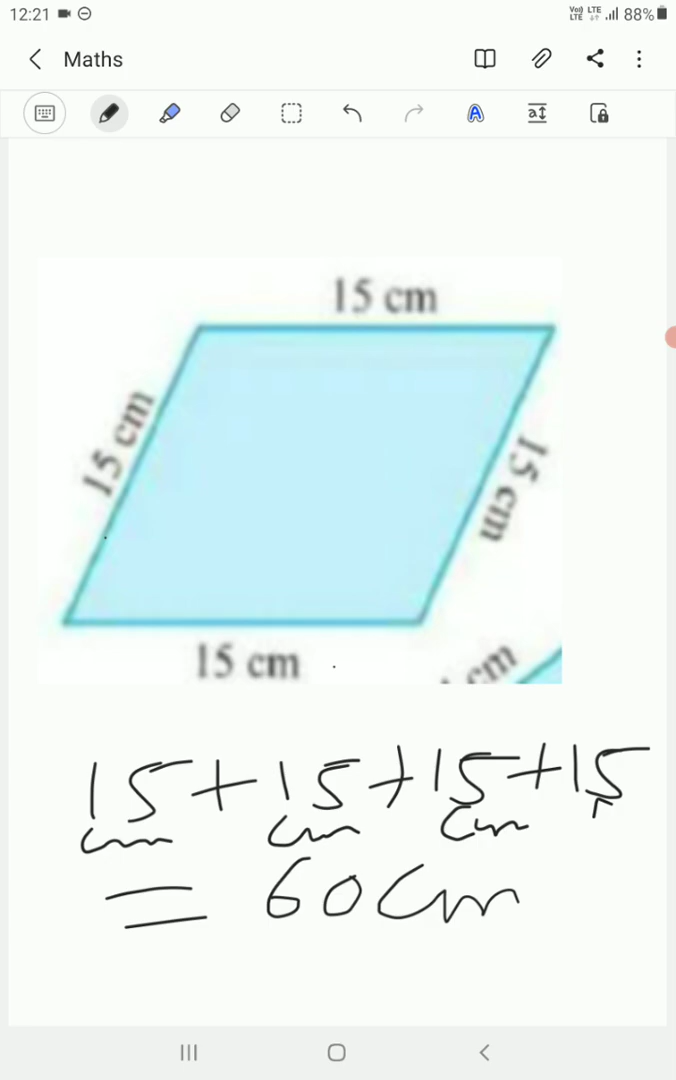 12:21 88%
Maths
15 cm
15 cm
15 cm
15 cm
cm
15+15+15+15
cm cm cm
= 60cm